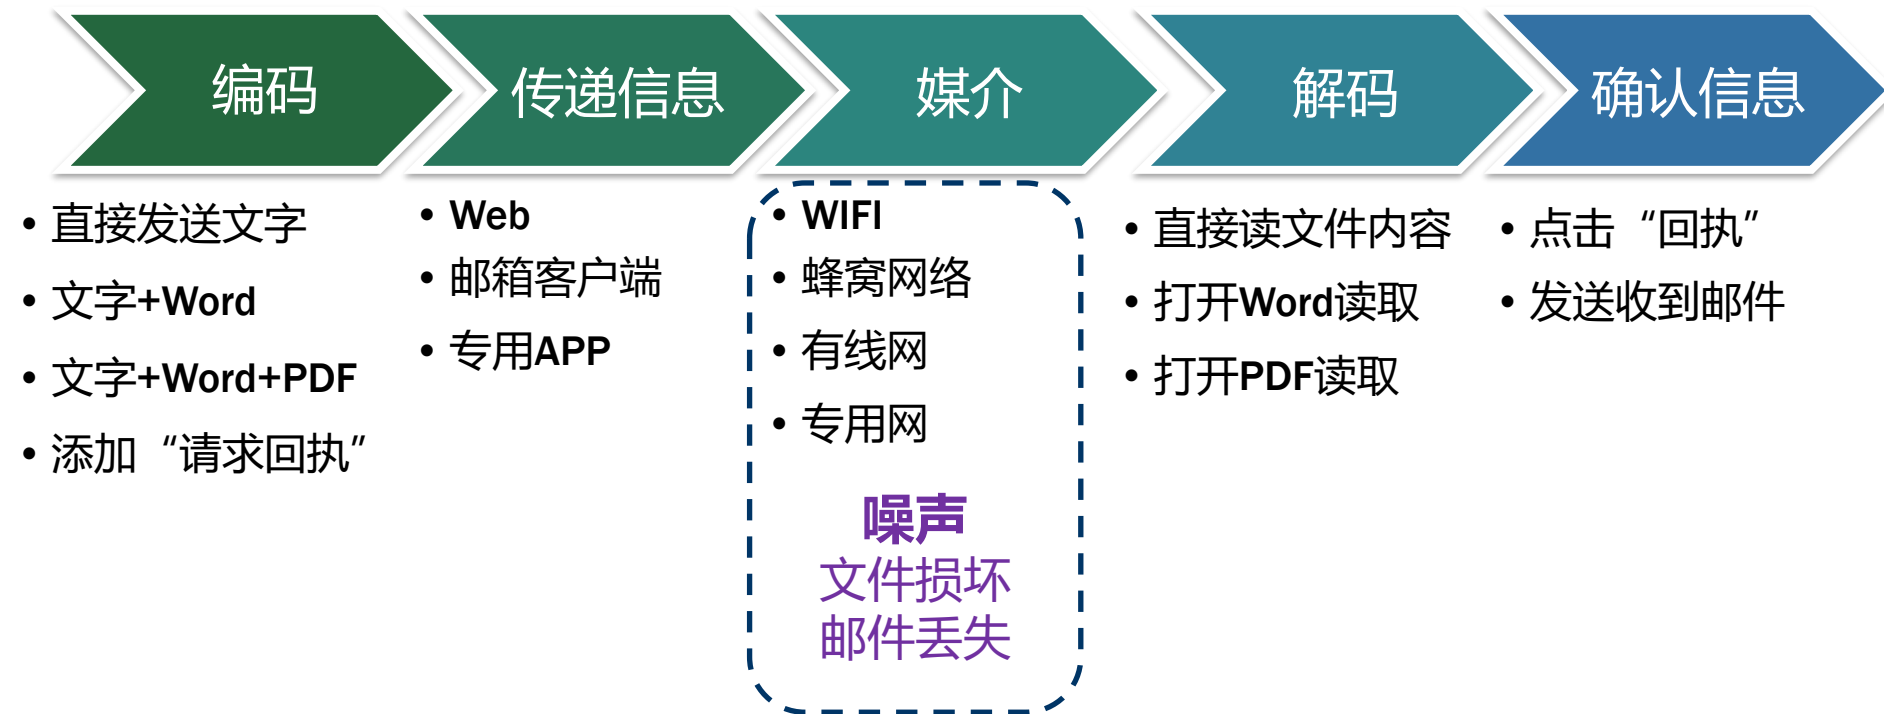 编码
传递信息
媒介
解码
确认信息
• 直接发送文字
• 文字+Word
• 文字+Word+PDF
• 添加“请求回执”
• Web
• 邮箱客户端
• 专用APP
• WIFI
• 蜂窝网络
• 有线网
• 专用网
噪声
文件损坏
邮件丢失
• 直接读文件内容
• 打开Word读取
• 打开PDF读取
• 点击“回执”
• 发送收到邮件